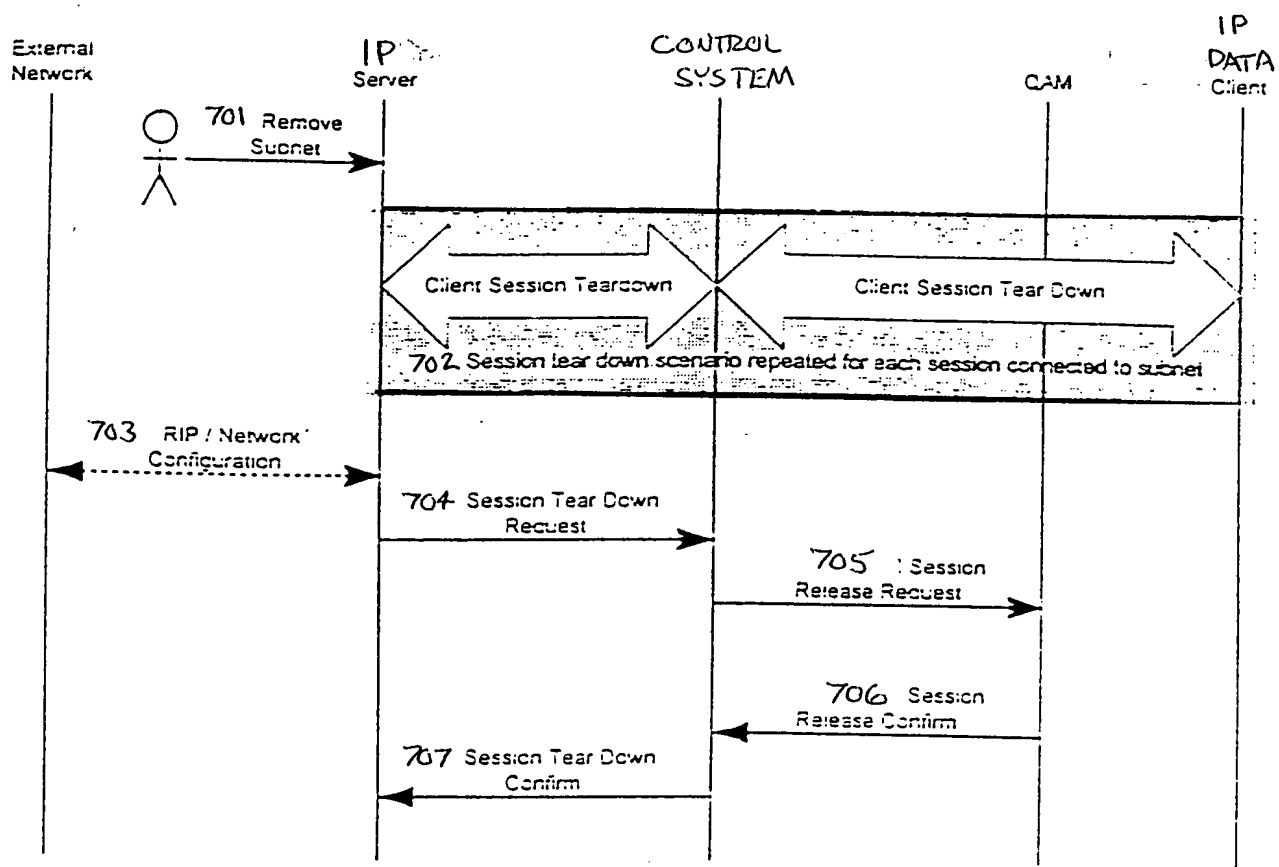 External
Network
IP
Server
CONTROL
SYSTEM
CAM
IP
DATA
Client
701 Remove
Subnet
Client Session Teardown
Client Session Tear Down
702 Session tear down scenario repeated for each session connected to subnet
703 RIP / Network
Configuration
704 Session Tear Down
Request
705 : Session
Release Request
706 Session
Release Confirm
707 Session Tear Down
Confirm